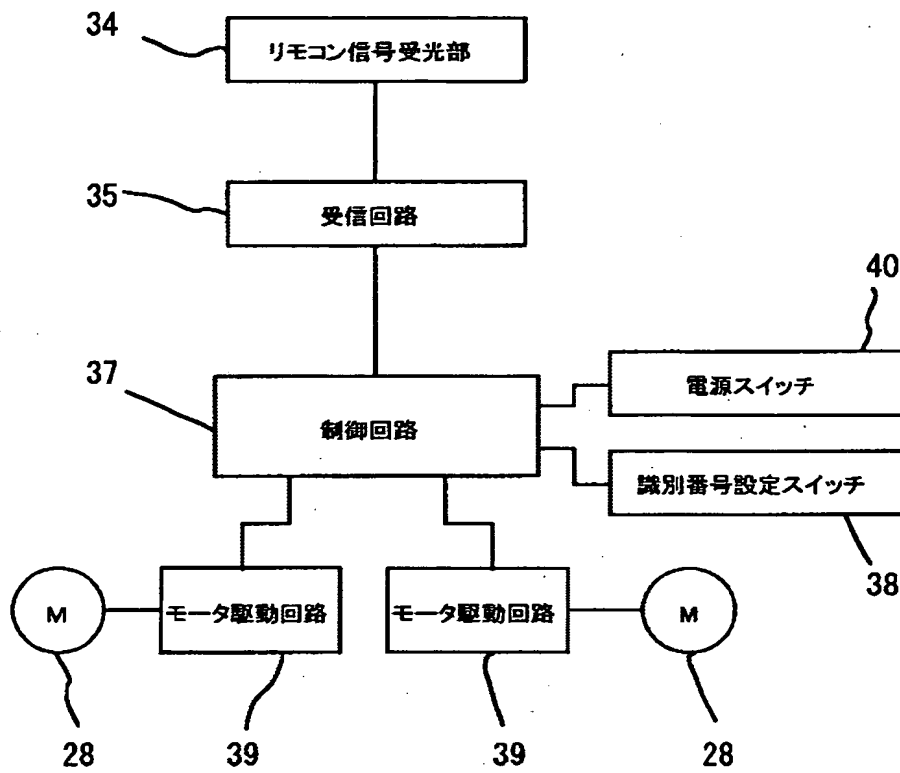 34
リモコン信号受光部
35
受信回路
40
37
電源スイッチ
制御回路
識別番号設定スイッチ
38
M
モータ駆動回路
モータ駆動回路
M
28
39
39
28